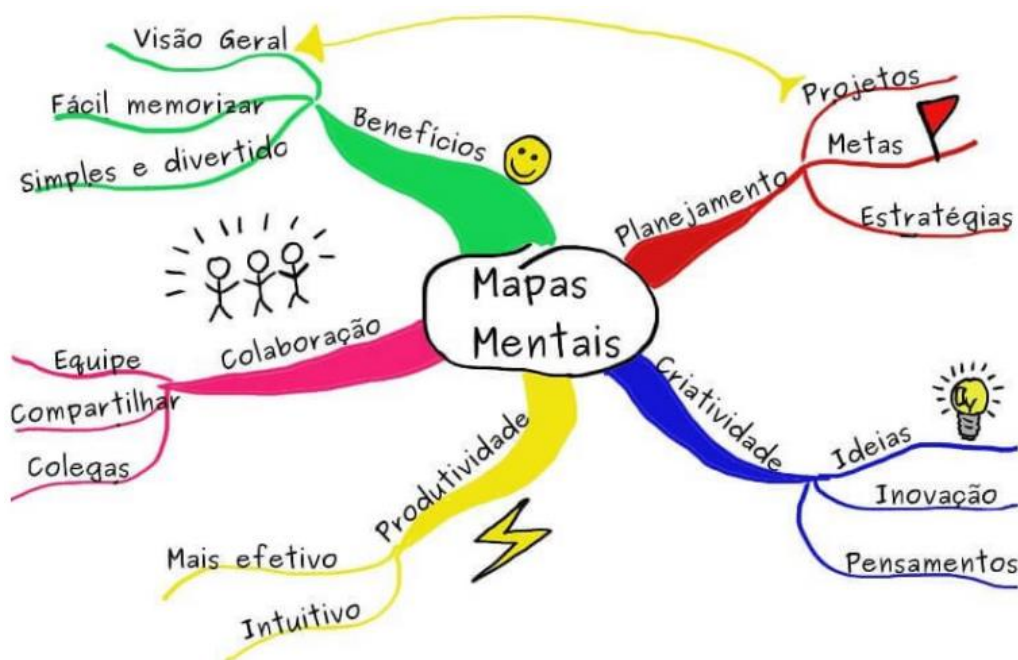 Mapas
Mentais
Benefícios
Visão Geral
Fácil memorizar
Simples e divertido
Planejamento
Projetos
Metas
Estratégias
Criatividade
Ideias
Inovação
Pensamentos
Produtividade
Mais efetivo
Intuitivo
Colaboração
Equipe
Compartilhar
Colegas